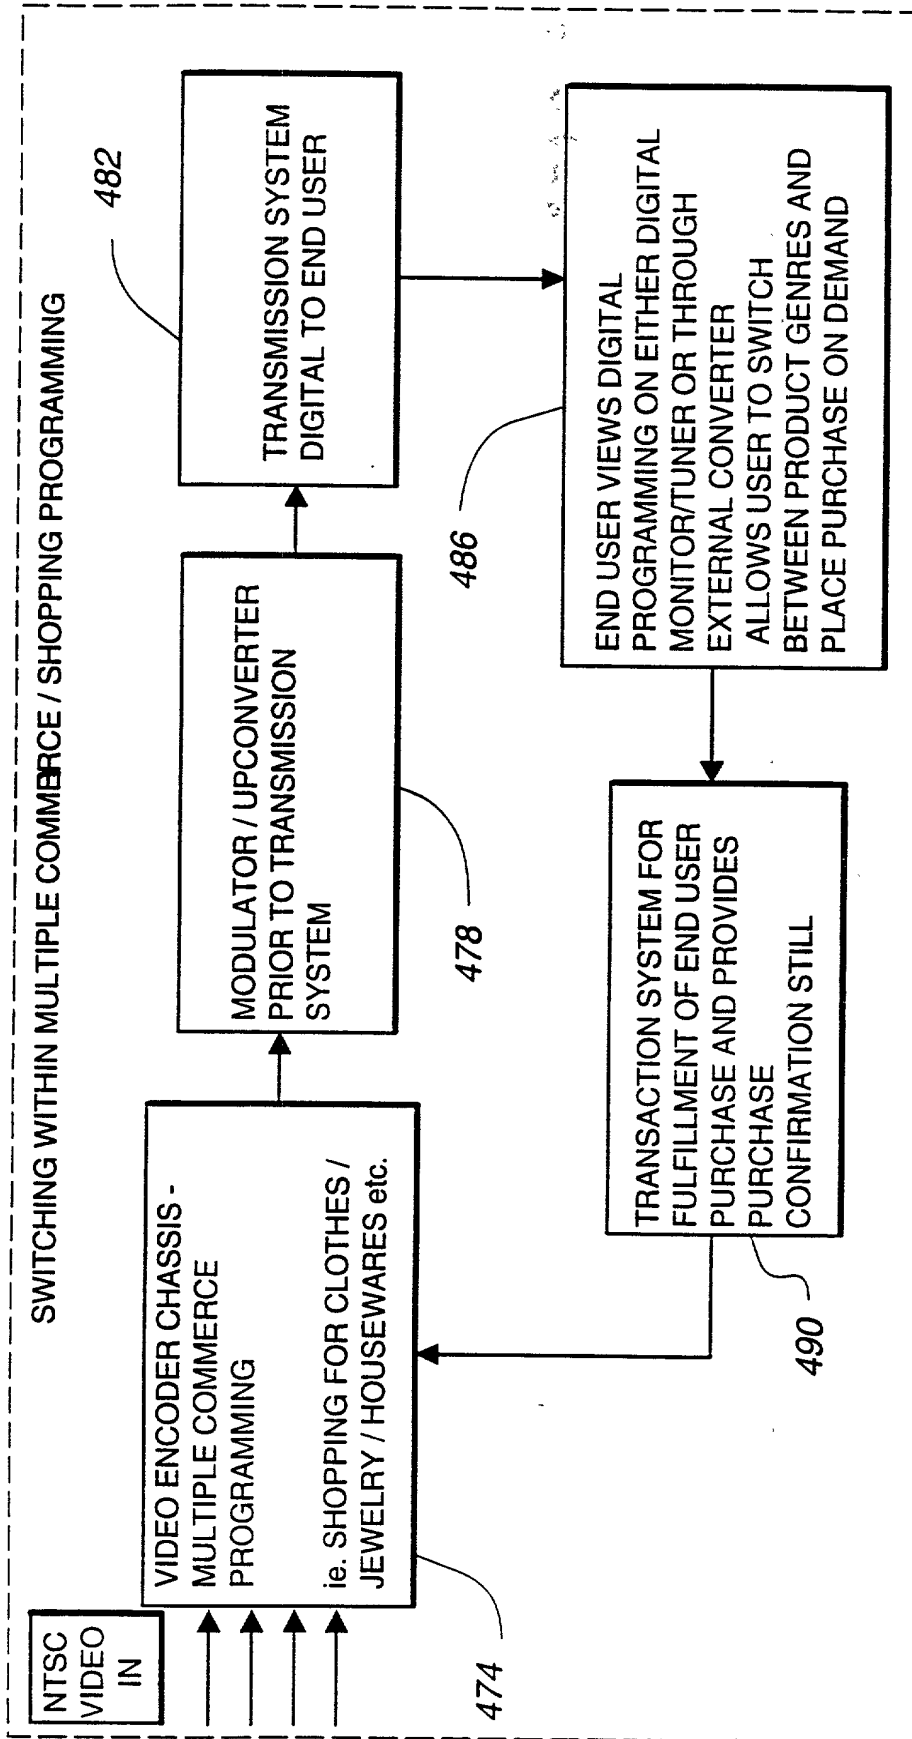 SWITCHING WITHIN MULTIPLE COMMERCE / SHOPPING PROGRAMMING
NTSC
VIDEO
IN
VIDEO ENCODER CHASSIS -
MULTIPLE COMMERCE
PROGRAMMING
ie. SHOPPING FOR CLOTHES /
JEWELRY / HOUSEWARES etc.
474
MODULATOR / UPCONVERTER
PRIOR TO TRANSMISSION
SYSTEM
478
TRANSMISSION SYSTEM
DIGITAL TO END USER
482
END USER VIEWS DIGITAL
PROGRAMMING ON EITHER DIGITAL
MONITOR/TUNER OR THROUGH
EXTERNAL CONVERTER
ALLOWS USER TO SWITCH
BETWEEN PRODUCT GENRES AND
PLACE PURCHASE ON DEMAND
486
TRANSACTION SYSTEM FOR
FULFILLMENT OF END USER
PURCHASE AND PROVIDES
PURCHASE
CONFIRMATION STILL
490